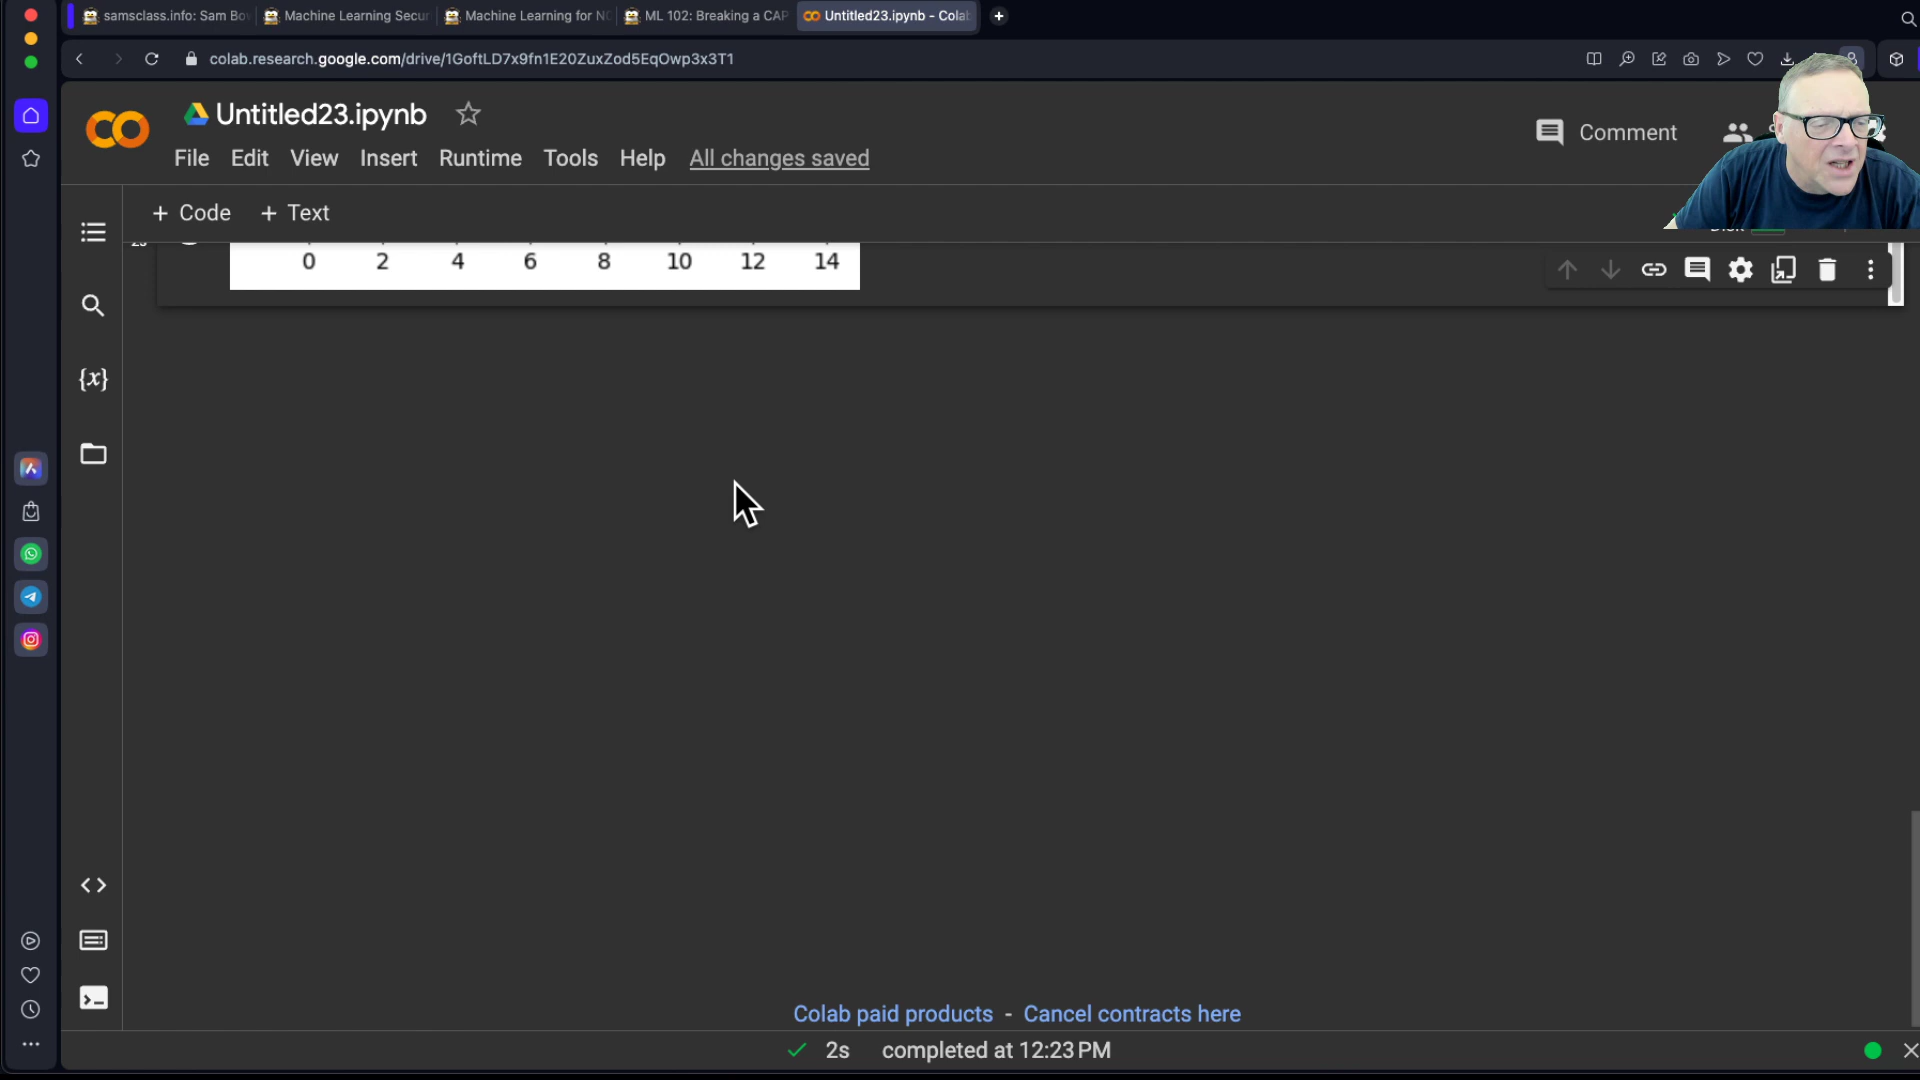 samsclass.info: Sam Bow
Machine Learning Secur
Machine Learning for NO
ML 102: Breaking a CAP
Untitled23.ipynb - Colab
colab.research.google.com/drive/1GoftLD7x9fn1E20ZuxZod5EqOwp3x3T1
Untitled23.ipynb
Comment
File Edit View Insert Runtime Tools Help All changes saved
+ Code + Text
0 2 4 6 8 10 12 14
{x}
Colab paid products - Cancel contracts here
2s completed at 12:23 PM